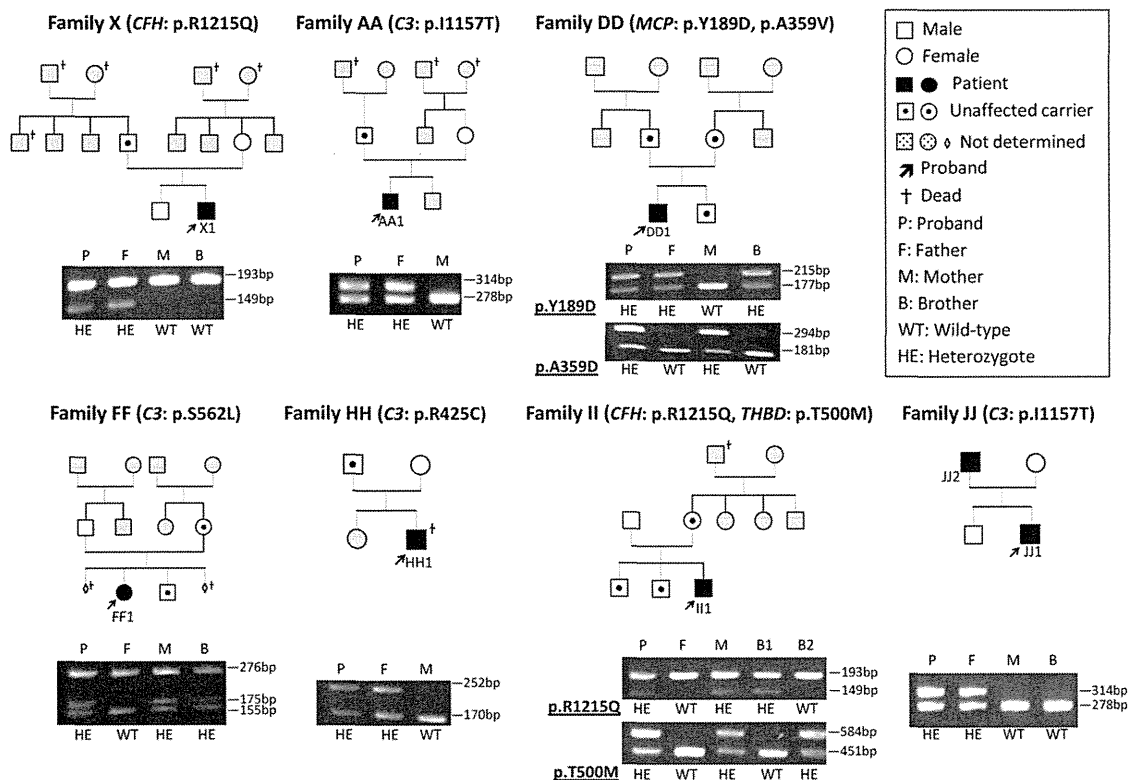 Family X (CFH: p.R1215Q)
Family AA (C3: p.I1157T)
Family DD (MCP: p.Y189D, p.A359V)
Male
Female
Patient
Unaffected carrier
Not determined
Proband
† Dead
P: Proband
F: Father
M: Mother
B: Brother
WT: Wild-type
HE: Heterozygote
† † † †
†
X1
P F M B
193bp
149bp
HE HE WT WT
† † †
AA1
P F M
314bp
278bp
HE HE WT
DD1
P F M B
215bp
177bp
p.Y189D
HE HE WT HE
294bp
181bp
p.A359D
HE WT HE WT
Family FF (C3: p.S562L)
Family HH (C3: p.R425C)
Family II (CFH: p.R1215Q, THBD: p.T500M)
Family JJ (C3: p.I1157T)
† †
FF1
P F M B
276bp
175bp
155bp
HE WT HE HE
†
HH1
P F M
252bp
170bp
HE HE WT
†
II1
P F M B1 B2
193bp
149bp
p.R1215Q
HE WT HE HE WT
584bp
451bp
p.T500M
HE WT HE WT HE
JJ2
JJ1
P F M B
314bp
278bp
HE HE WT WT